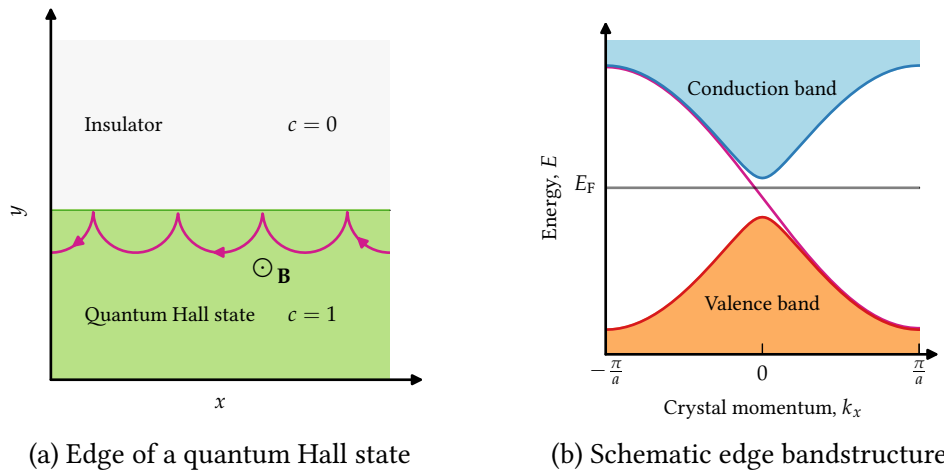 Insulator
c = 0
B
Quantum Hall state
c = 1
y
x
(a) Edge of a quantum Hall state
Conduction band
E_F
Valence band
Energy, E
−π/a
0
π/a
Crystal momentum, k_x
(b) Schematic edge bandstructure